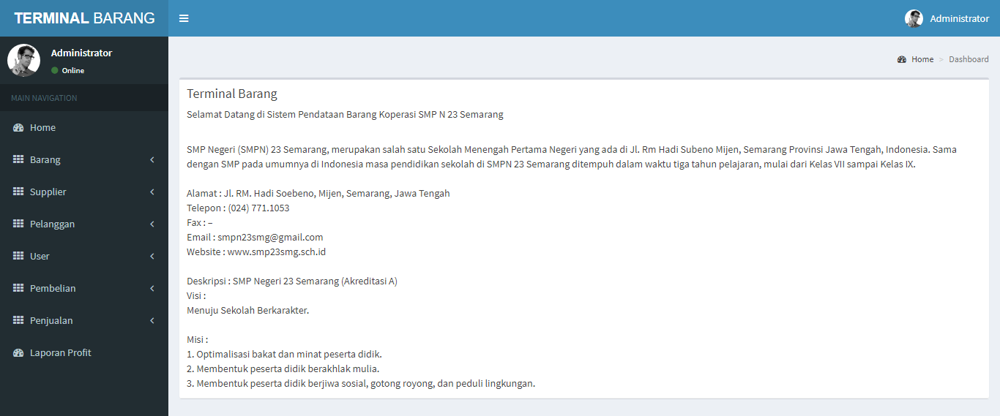 TERMINAL BARANG
Administrator
Administrator
Online
MAIN NAVIGATION
Home
Barang
Supplier
Pelanggan
User
Pembelian
Penjualan
Laporan Profit
Home > Dashboard
Terminal Barang
Selamat Datang di Sistem Pendataan Barang Koperasi SMP N 23 Semarang
SMP Negeri (SMPN) 23 Semarang, merupakan salah satu Sekolah Menengah Pertama Negeri yang ada di Jl. Rm Hadi Subeno Mijen, Semarang Provinsi Jawa Tengah, Indonesia. Sama
dengan SMP pada umumnya di Indonesia masa pendidikan sekolah di SMPN 23 Semarang ditempuh dalam waktu tiga tahun pelajaran, mulai dari Kelas VII sampai Kelas IX.
Alamat : Jl. RM. Hadi Soebeno, Mijen, Semarang, Jawa Tengah
Telepon : (024) 771.1053
Fax : –
Email : smpn23smg@gmail.com
Website : www.smp23smg.sch.id
Deskripsi : SMP Negeri 23 Semarang (Akreditasi A)
Visi :
Menuju Sekolah Berkarakter.
Misi :
1. Optimalisasi bakat dan minat peserta didik.
2. Membentuk peserta didik berakhlak mulia.
3. Membentuk peserta didik berjiwa sosial, gotong royong, dan peduli lingkungan.